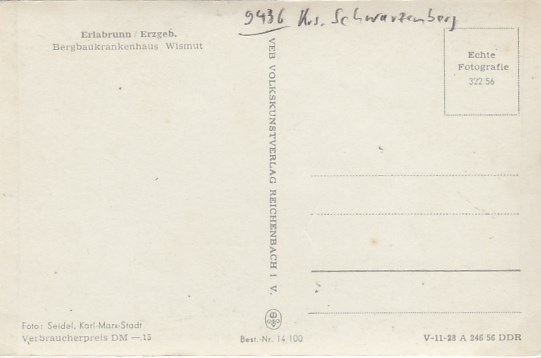 9436 Krs. Schwarzenberg
Erlabrunn / Erzgeb.
Bergbaukrankenhaus Wismut
VEB VOLKSKUNSTVERLAG REICHENBACH I. V.
Echte
Fotografie
322 56
Foto: Seidel, Karl-Marx-Stadt
Verbraucherpreis DM —.15
Best.-Nr. 14 100
V-11-28 A 246 56 DDR